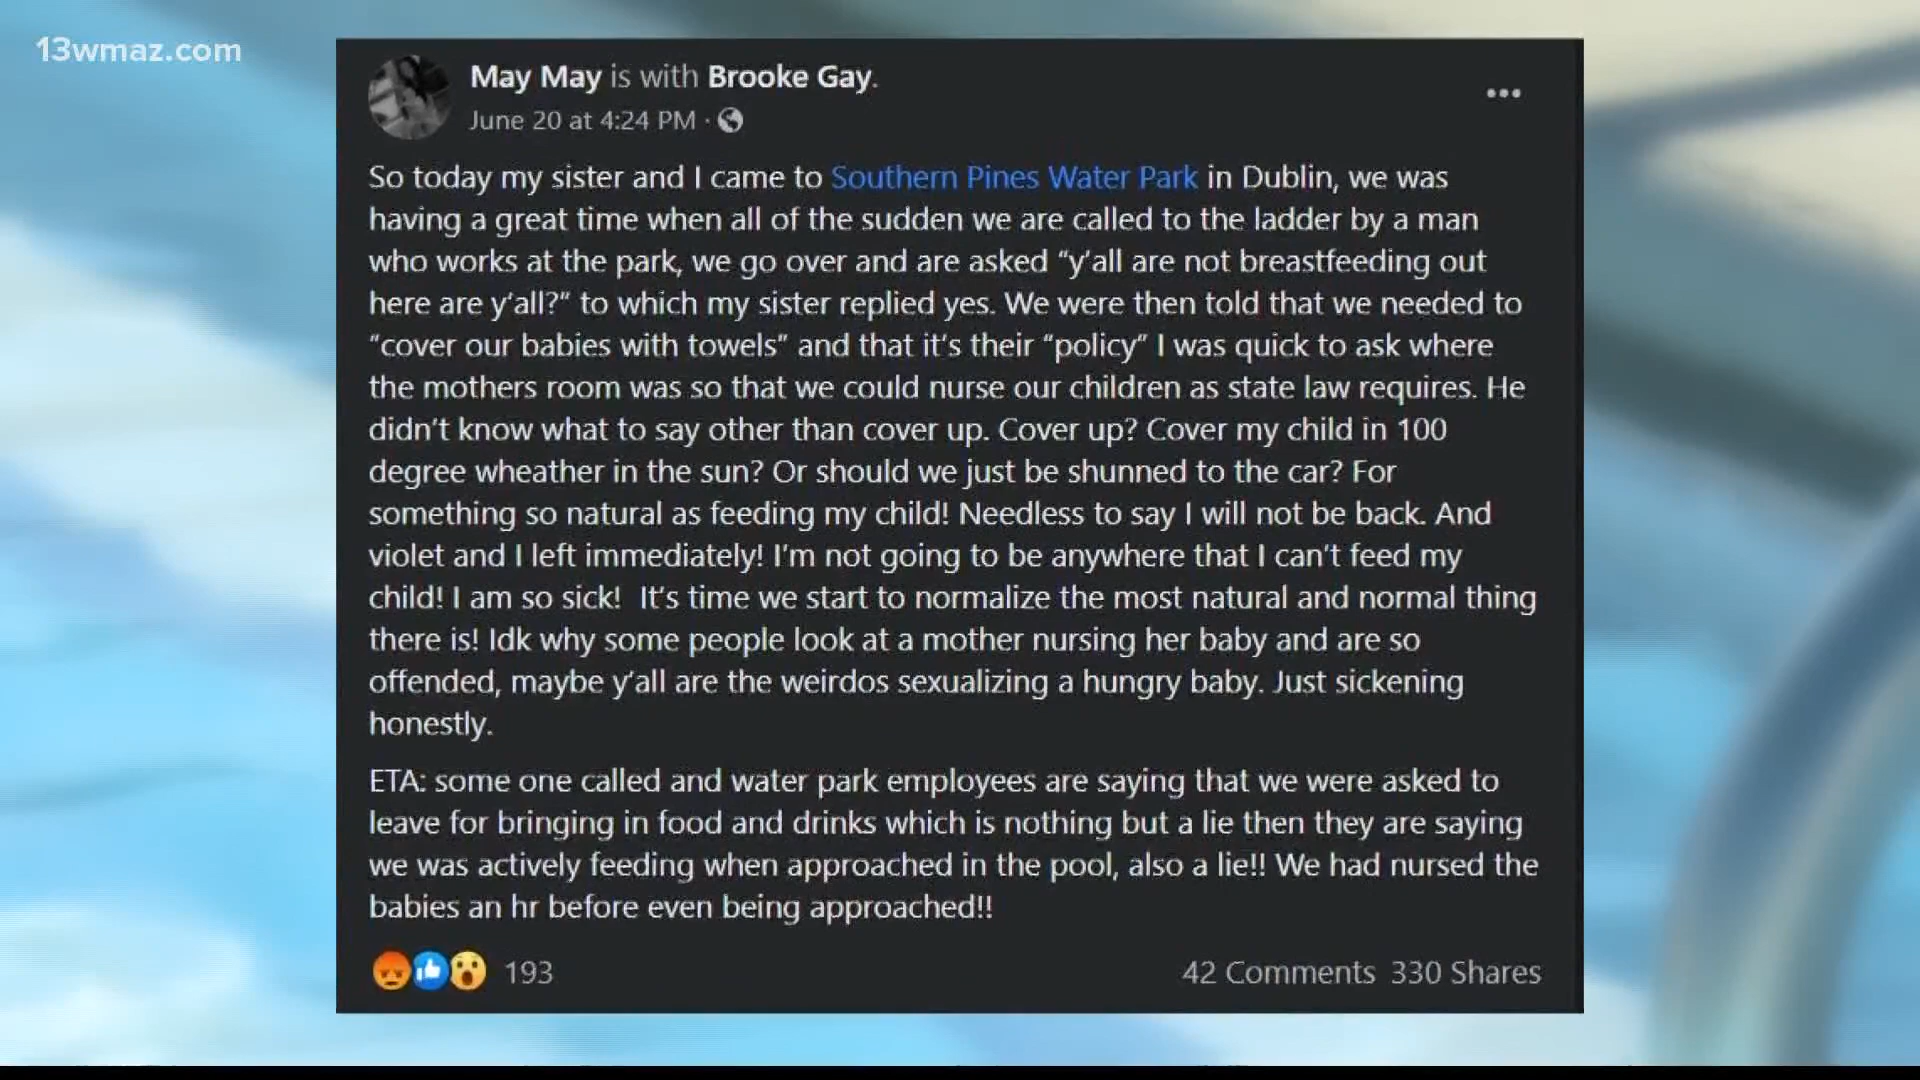 13wmaz.com
May May is with Brooke Gay.
June 20 at 4:24 PM ·
So today my sister and I came to Southern Pines Water Park in Dublin, we was
having a great time when all of the sudden we are called to the ladder by a man
who works at the park, we go over and are asked “y’all are not breastfeeding out
here are y’all?” to which my sister replied yes. We were then told that we needed to
“cover our babies with towels” and that it’s their “policy” I was quick to ask where
the mothers room was so that we could nurse our children as state law requires. He
didn’t know what to say other than cover up. Cover up? Cover my child in 100
degree wheather in the sun? Or should we just be shunned to the car? For
something so natural as feeding my child! Needless to say I will not be back. And
violet and I left immediately! I’m not going to be anywhere that I can’t feed my
child! I am so sick!  It’s time we start to normalize the most natural and normal thing
there is! Idk why some people look at a mother nursing her baby and are so
offended, maybe y’all are the weirdos sexualizing a hungry baby. Just sickening
honestly.
ETA: some one called and water park employees are saying that we were asked to
leave for bringing in food and drinks which is nothing but a lie then they are saying
we was actively feeding when approached in the pool, also a lie!! We had nursed the
babies an hr before even being approached!!
193 42 Comments 330 Shares